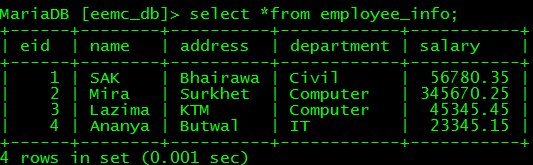 MariaDB [eemc_db]> select *from employee_info;
+-----+--------+----------+------------+-----------+
| eid | name | address | department | salary |
+-----+--------+----------+------------+-----------+
| 1 | SAK | Bhairawa | Civil | 56780.35 |
| 2 | Mira | Surkhet | Computer | 345670.25 |
| 3 | Lazima | KTM | Computer | 45345.45 |
| 4 | Ananya | Butwal | IT | 23345.15 |
+-----+--------+----------+------------+-----------+
4 rows in set (0.001 sec)